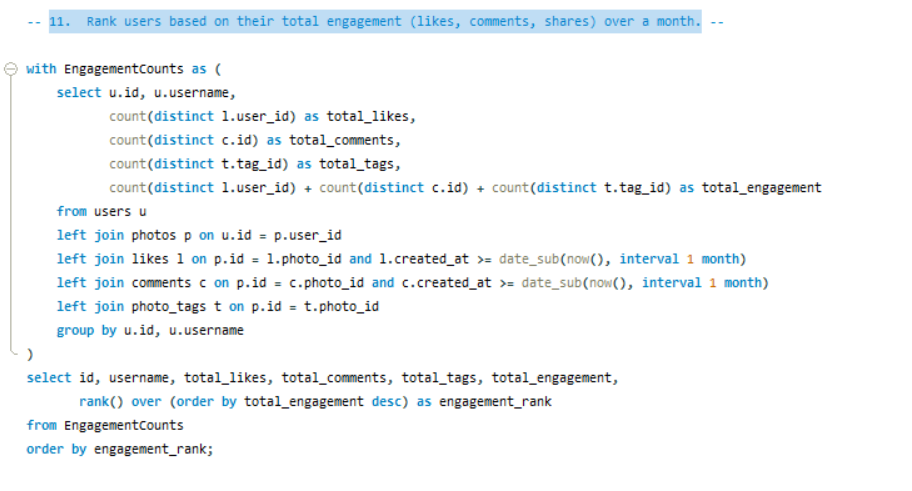 -- 11.  Rank users based on their total engagement (likes, comments, shares) over a month. --
with EngagementCounts as (
    select u.id, u.username,
           count(distinct l.user_id) as total_likes,
           count(distinct c.id) as total_comments,
           count(distinct t.tag_id) as total_tags,
           count(distinct l.user_id) + count(distinct c.id) + count(distinct t.tag_id) as total_engagement
    from users u
    left join photos p on u.id = p.user_id
    left join likes l on p.id = l.photo_id and l.created_at >= date_sub(now(), interval 1 month)
    left join comments c on p.id = c.photo_id and c.created_at >= date_sub(now(), interval 1 month)
    left join photo_tags t on p.id = t.photo_id
    group by u.id, u.username
)
select id, username, total_likes, total_comments, total_tags, total_engagement,
       rank() over (order by total_engagement desc) as engagement_rank
from EngagementCounts
order by engagement_rank;